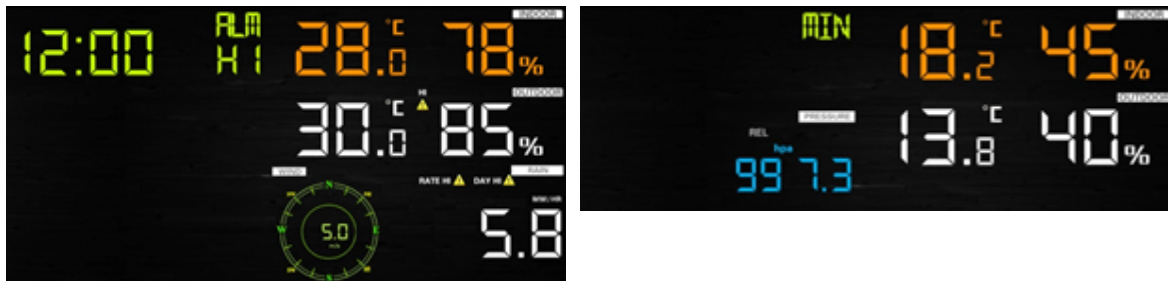 INDOOR
12:00 ALM HI 28.0 °C 78%
OUTDOOR
30.0 °C HI 85%
WIND RAIN
RATE HI DAY HI
MM/HR
N
W 5.0 E
m/s
S
5.8
INDOOR
MIN 18.2 °C 45%
OUTDOOR
PRESSURE 13.8 °C 40%
REL
hpa
997.3